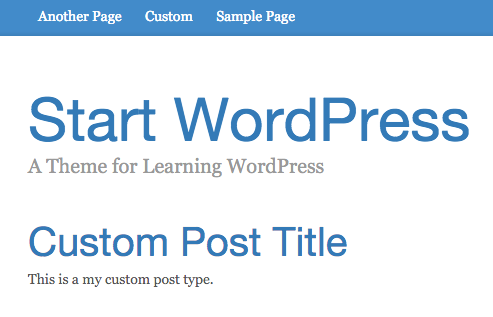 Another Page Custom Sample Page
Start WordPress
A Theme for Learning WordPress
Custom Post Title
This is a my custom post type.